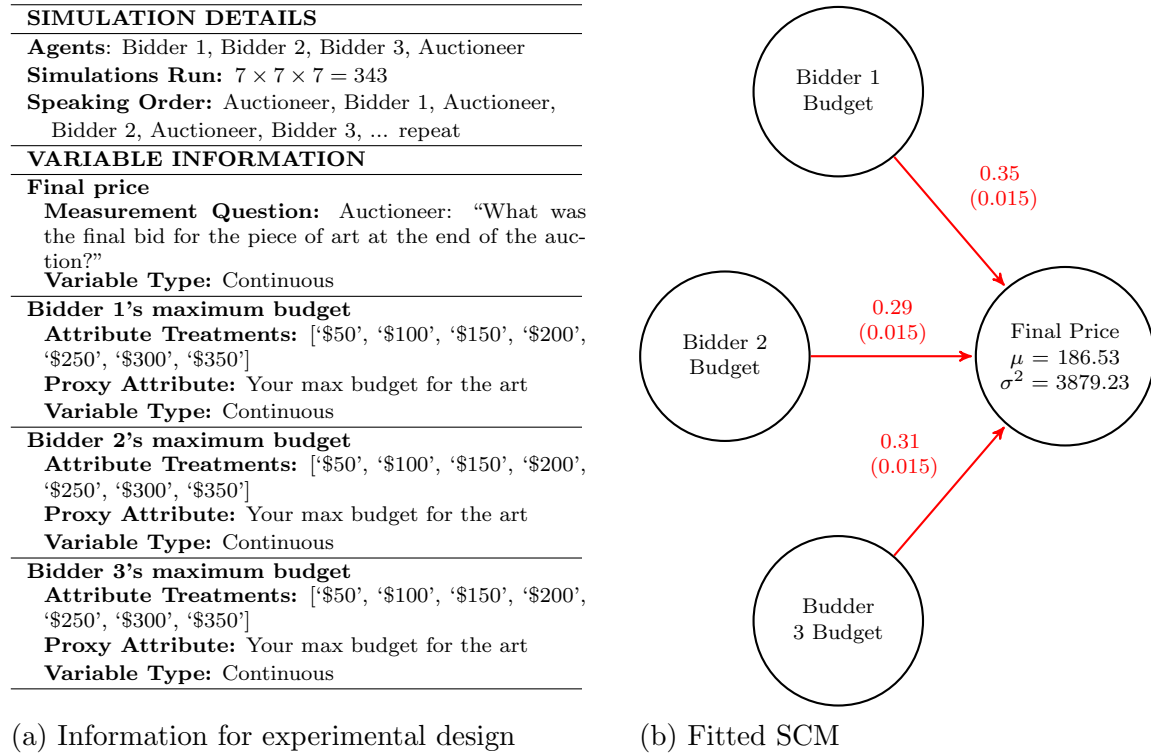 SIMULATION DETAILS
Agents: Bidder 1, Bidder 2, Bidder 3, Auctioneer
Simulations Run: 7 × 7 × 7 = 343
Speaking Order: Auctioneer, Bidder 1, Auctioneer,
Bidder 2, Auctioneer, Bidder 3, ... repeat
VARIABLE INFORMATION
Final price
Measurement Question: Auctioneer: “What was
the final bid for the piece of art at the end of the auc-
tion?”
Variable Type: Continuous
Bidder 1's maximum budget
Attribute Treatments: [‘$50’, ‘$100’, ‘$150’, ‘$200’,
‘$250’, ‘$300’, ‘$350’]
Proxy Attribute: Your max budget for the art
Variable Type: Continuous
Bidder 2's maximum budget
Attribute Treatments: [‘$50’, ‘$100’, ‘$150’, ‘$200’,
‘$250’, ‘$300’, ‘$350’]
Proxy Attribute: Your max budget for the art
Variable Type: Continuous
Bidder 3's maximum budget
Attribute Treatments: [‘$50’, ‘$100’, ‘$150’, ‘$200’,
‘$250’, ‘$300’, ‘$350’]
Proxy Attribute: Your max budget for the art
Variable Type: Continuous
(a) Information for experimental design
Bidder 1
Budget
0.35
(0.015)
Bidder 2
Budget
0.29
(0.015)
Final Price
μ = 186.53
σ² = 3879.23
0.31
(0.015)
Budder
3 Budget
(b) Fitted SCM